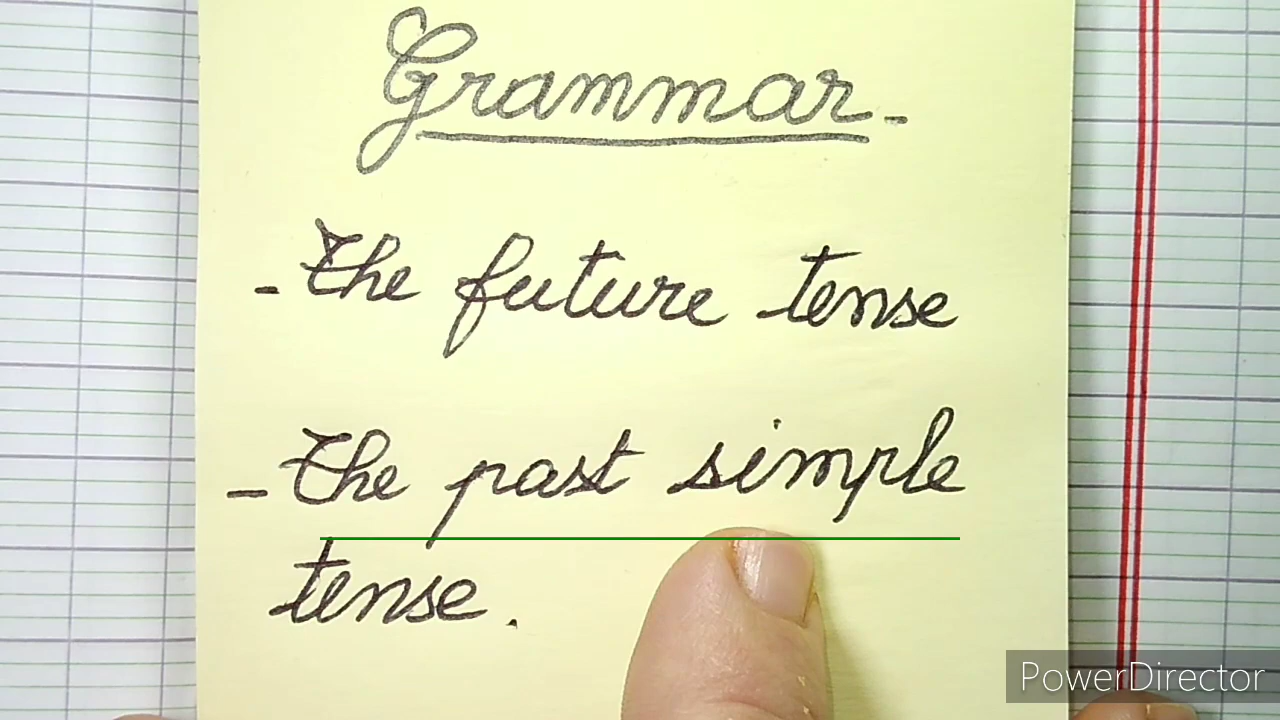 Grammar-
- The future tense
- The past simple
tense.
PowerDirector